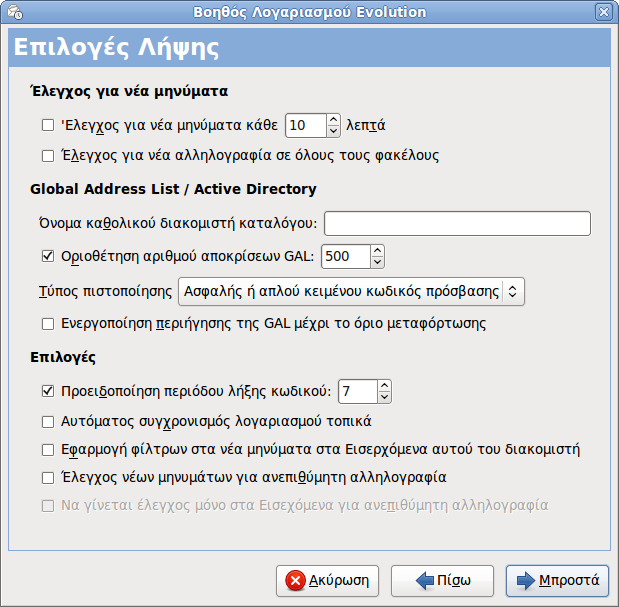 Βοηθός Λογαριασμού Evolution
Επιλογές Λήψης
Έλεγχος για νέα μηνύματα
'Ελεγχος για νέα μηνύματα κάθε 10 λεπτά
Έλεγχος για νέα αλληλογραφία σε όλους τους φακέλους
Global Address List / Active Directory
Όνομα καθολικού διακομιστή καταλόγου:
Οριοθέτηση αριθμού αποκρίσεων GAL: 500
Τύπος πιστοποίησης Ασφαλής ή απλού κειμένου κωδικός πρόσβασης
Ενεργοποίηση περιήγησης της GAL μέχρι το όριο μεταφόρτωσης
Επιλογές
Προειδοποίηση περιόδου λήξης κωδικού: 7
Αυτόματος συγχρονισμός λογαριασμού τοπικά
Εφαρμογή φίλτρων στα νέα μηνύματα στα Εισερχόμενα αυτού του διακομιστή
Έλεγχος νέων μηνυμάτων για ανεπιθύμητη αλληλογραφία
Να γίνεται έλεγχος μόνο στα Εισεχόμενα για ανεπιθύμητη αλληλογραφία
Ακύρωση Πίσω Μπροστά